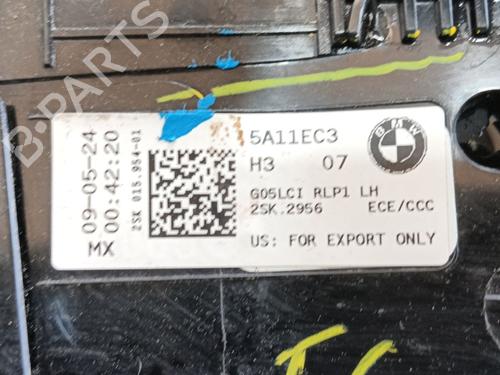 B-PARTS
09-05-24
00:42:20
MX
2SK 015.954-01
5A11EC3
H3 07
G05LCI RLP1 LH
2SK.2956 ECE/CCC
US: FOR EXPORT ONLY
BMW